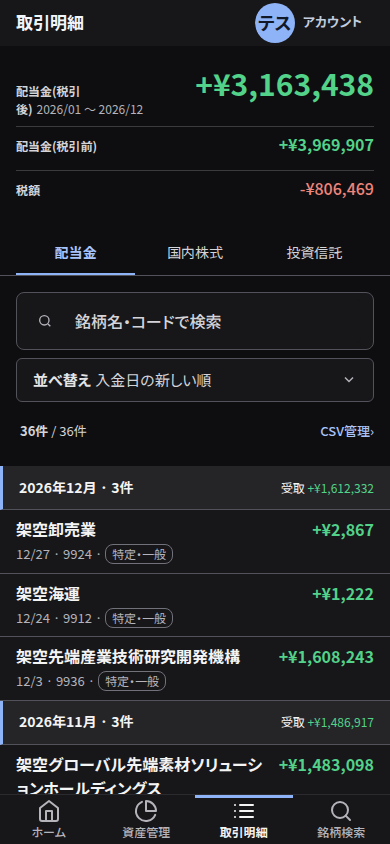 取引明細
テス アカウント
配当金(税引
後) 2026/01 〜 2026/12
+¥3,163,438
配当金(税引前) +¥3,969,907
税額 -¥806,469
配当金 国内株式 投資信託
銘柄名・コードで検索
並べ替え 入金日の新しい順
36件 / 36件 CSV管理›
2026年12月・3件 受取 +¥1,612,332
架空卸売業 +¥2,867
12/27・9924・特定・一般
架空海運 +¥1,222
12/24・9912・特定・一般
架空先端産業技術研究開発機構 +¥1,608,243
12/3・9936・特定・一般
2026年11月・3件 受取 +¥1,486,917
架空グローバル先端素材ソリューシ +¥1,483,098
ョンホールディングス
ホーム 資産管理 取引明細 銘柄検索